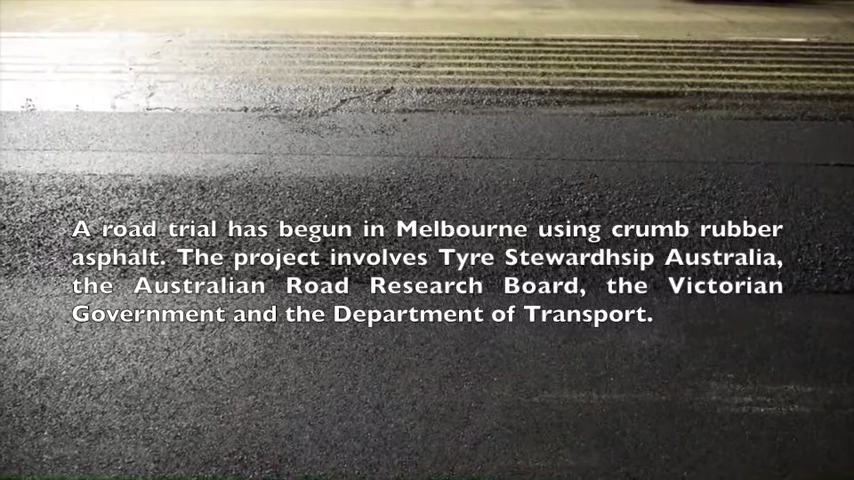 A road trial has begun in Melbourne using crumb rubber
asphalt. The project involves Tyre Stewardhsip Australia,
the Australian Road Research Board, the Victorian
Government and the Department of Transport.